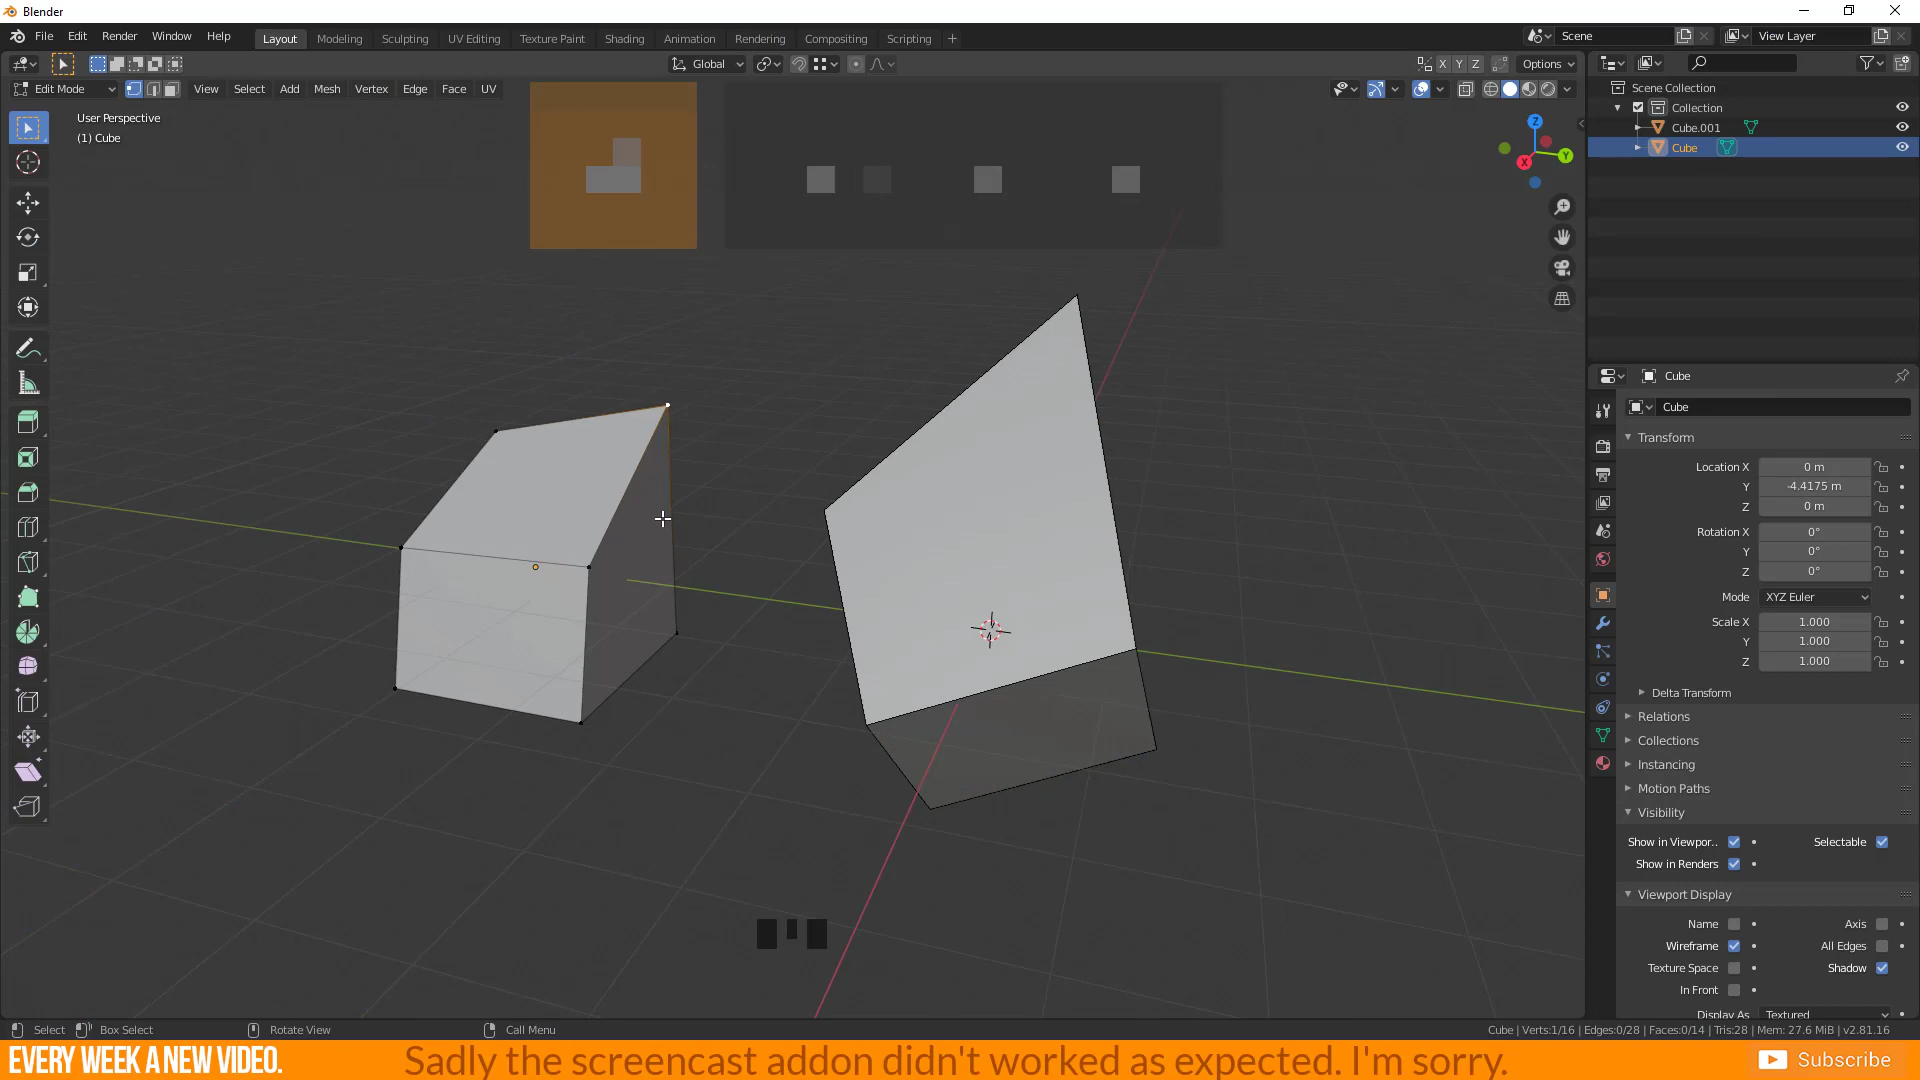 Blender
File Edit Render Window Help
Layout Modeling Sculpting UV Editing Texture Paint Shading Animation Rendering Compositing Scripting +
Scene
View Layer
Global
X Y Z
Options
Edit Mode
View Select Add Mesh Vertex Edge Face UV
User Perspective
(1) Cube
Z
Y
X
Scene Collection
Collection
Cube.001
Cube
Cube
Cube
Transform
Location X 0 m
Y -4.4175 m
Z 0 m
Rotation X 0°
Y 0°
Z 0°
Mode XYZ Euler
Scale X 1.000
Y 1.000
Z 1.000
Delta Transform
Relations
Collections
Instancing
Motion Paths
Visibility
Show in Viewpor.. Selectable
Show in Renders
Viewport Display
Name Axis
Wireframe All Edges
Texture Space Shadow
In Front
Display As Textured
Select Box Select Rotate View Call Menu
Cube | Verts:1/16 | Edges:0/28 | Faces:0/14 | Tris:28 | Mem: 27.6 MiB | v2.81.16
EVERY WEEK A NEW VIDEO. Sadly the screencast addon didn't worked as expected. I'm sorry. Subscribe